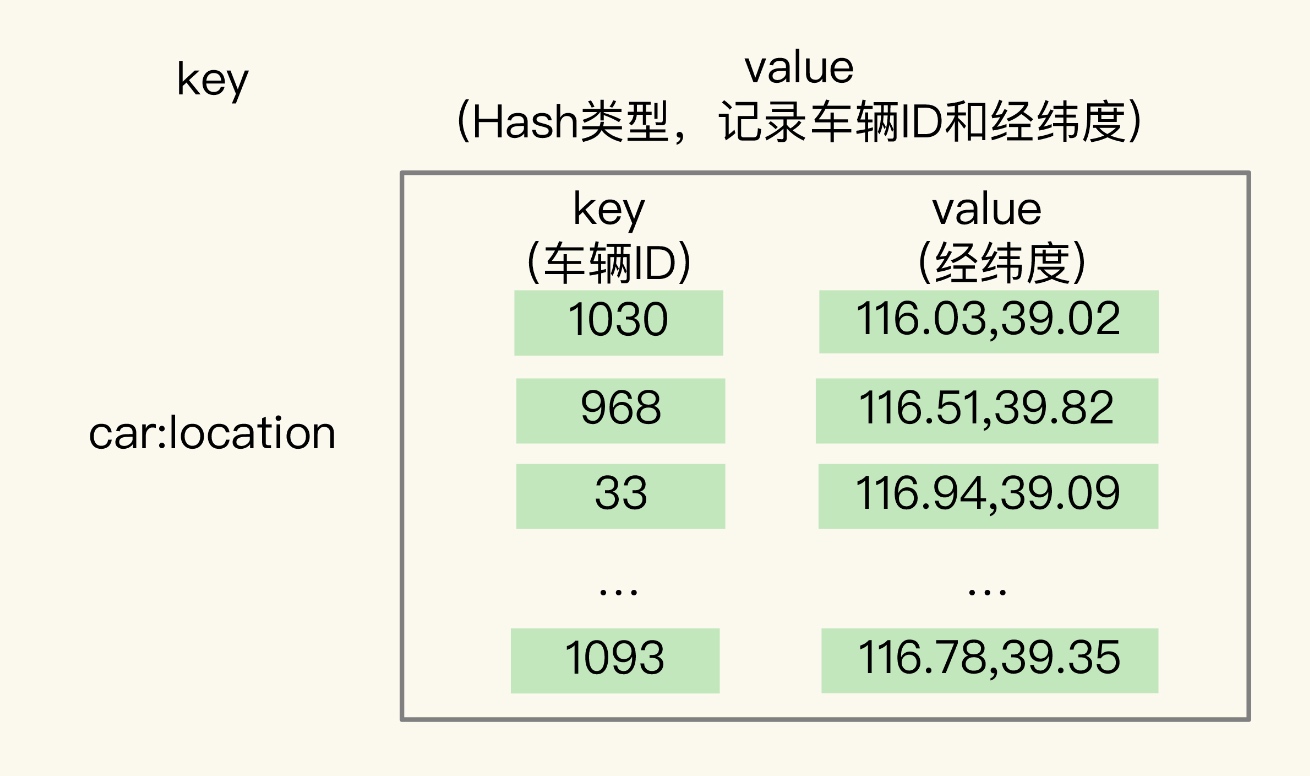 key
value
(Hash类型，记录车辆ID和经纬度)
key
value
(车辆ID)
(经纬度)
1030
116.03,39.02
968
116.51,39.82
car:location
33
116.94,39.09
...
...
1093
116.78,39.35